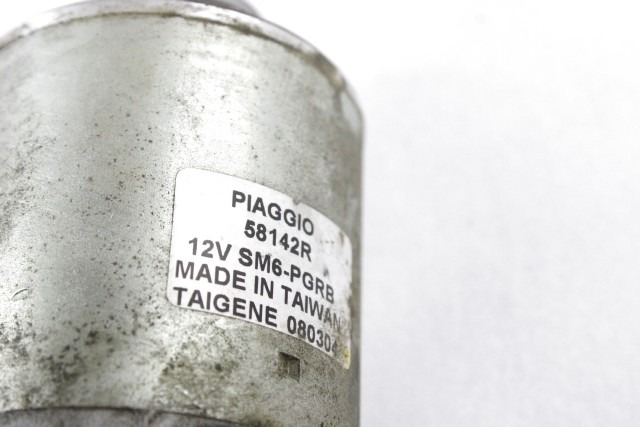 PIAGGIO
58142R
12V SM6-PGRB
MADE IN TAIWAN
TAIGENE 080304